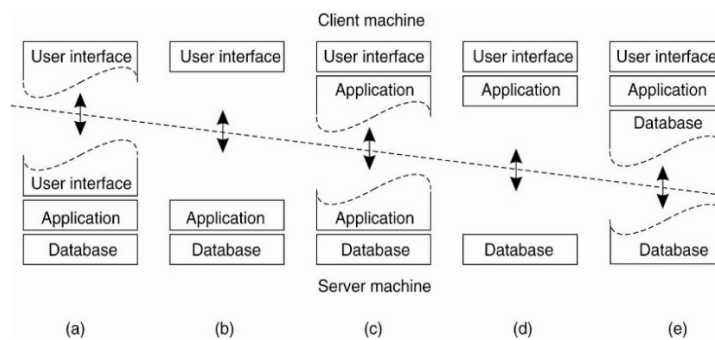 Client machine
User interface User interface User interface User interface User interface
Application Application Application
Database
User interface
Application Application Application
Database Database Database Database Database
Server machine
(a) (b) (c) (d) (e)